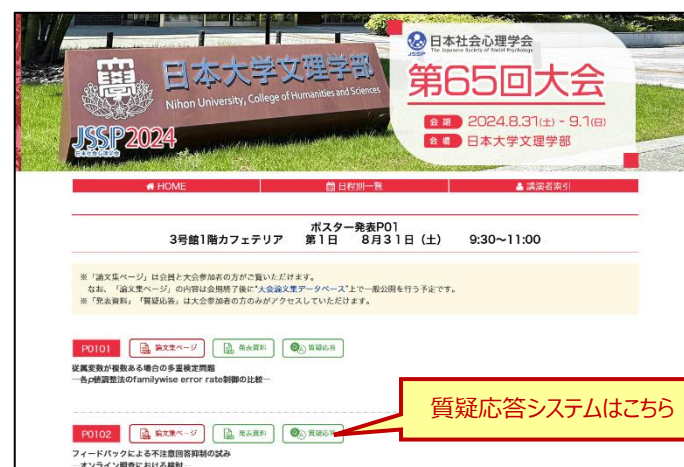 日本大学文理学部
Nihon University, College of Humanities and Sciences
JSSP2024
日本社会心理学会
The Japanese Society of Social Psychology
JSSP
第65回大会
会期 2024.8.31(土) - 9.1(日)
会場 日本大学文理学部
HOME 日程別一覧 講演者索引
ポスター発表P01
3号館1階カフェテリア 第1日 8月31日（土） 9:30～11:00
※「論文集ページ」は会員と大会参加者の方がご覧いただけます。
なお、「論文集ページ」の内容は会期終了後に"大会論文集データベース"上で一般公開を行う予定です。
※「発表資料」「質疑応答」は大会参加者の方のみがアクセスしていただけます。
P0101 論文集ページ 発表資料 質疑応答
従属変数が複数ある場合の多重検定問題
―各p値調整法のfamilywise error rate制御の比較―
質疑応答システムはこちら
P0102 論文集ページ 発表資料 質疑応答
フィードバックによる不注意回答抑制の試み
―オンライン調査における検討―